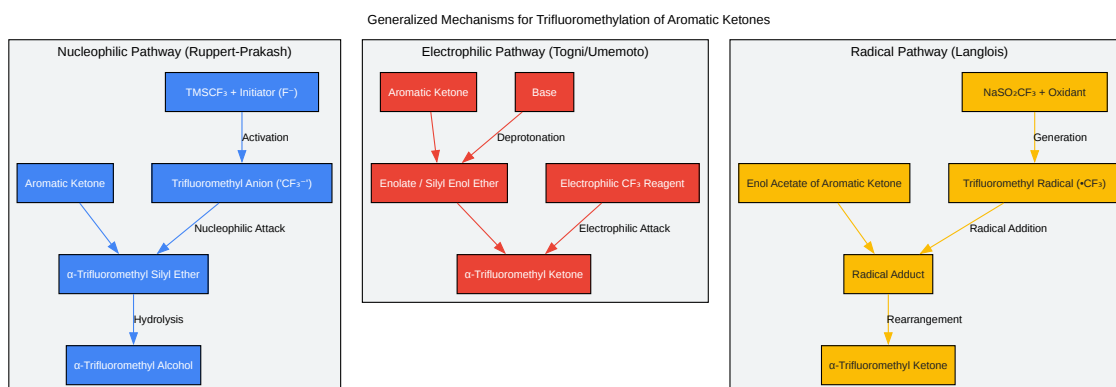 Generalized Mechanisms for Trifluoromethylation of Aromatic Ketones
Nucleophilic Pathway (Ruppert-Prakash)
TMSCF₃ + Initiator (F⁻)
Activation
Aromatic Ketone
Trifluoromethyl Anion ('CF₃⁻')
Nucleophilic Attack
α-Trifluoromethyl Silyl Ether
Hydrolysis
α-Trifluoromethyl Alcohol
Electrophilic Pathway (Togni/Umemoto)
Aromatic Ketone
Base
Deprotonation
Enolate / Silyl Enol Ether
Electrophilic CF₃ Reagent
Electrophilic Attack
α-Trifluoromethyl Ketone
Radical Pathway (Langlois)
NaSO₂CF₃ + Oxidant
Generation
Enol Acetate of Aromatic Ketone
Trifluoromethyl Radical (•CF₃)
Radical Addition
Radical Adduct
Rearrangement
α-Trifluoromethyl Ketone